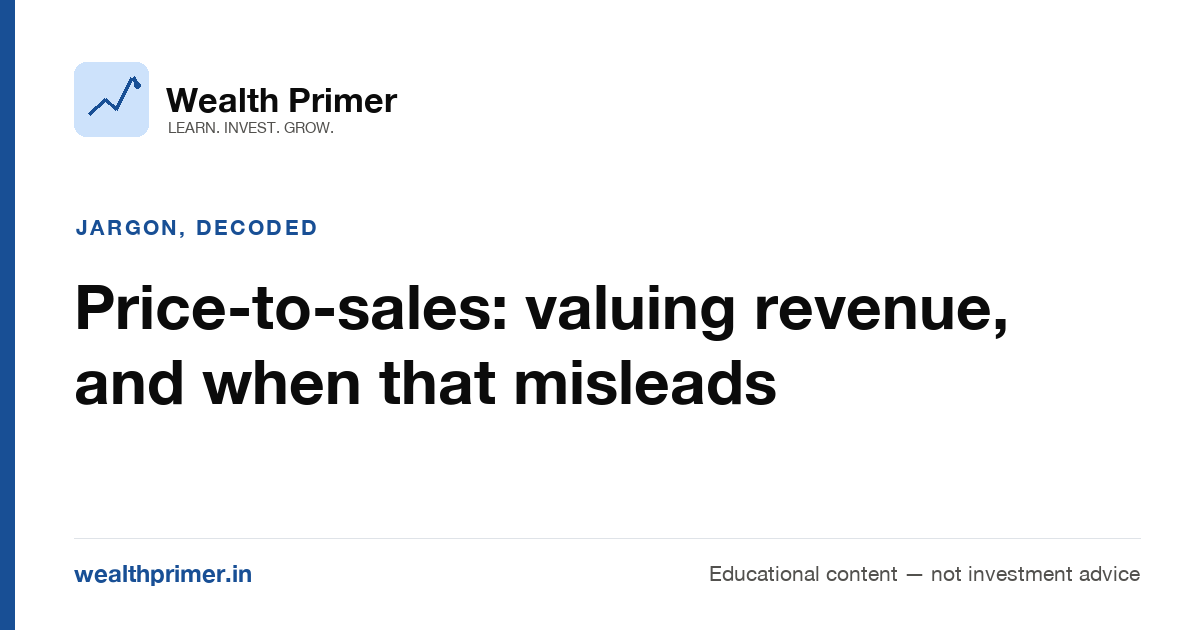 Wealth Primer
LEARN. INVEST. GROW.
JARGON, DECODED
Price-to-sales: valuing revenue,
and when that misleads
wealthprimer.in
Educational content — not investment advice